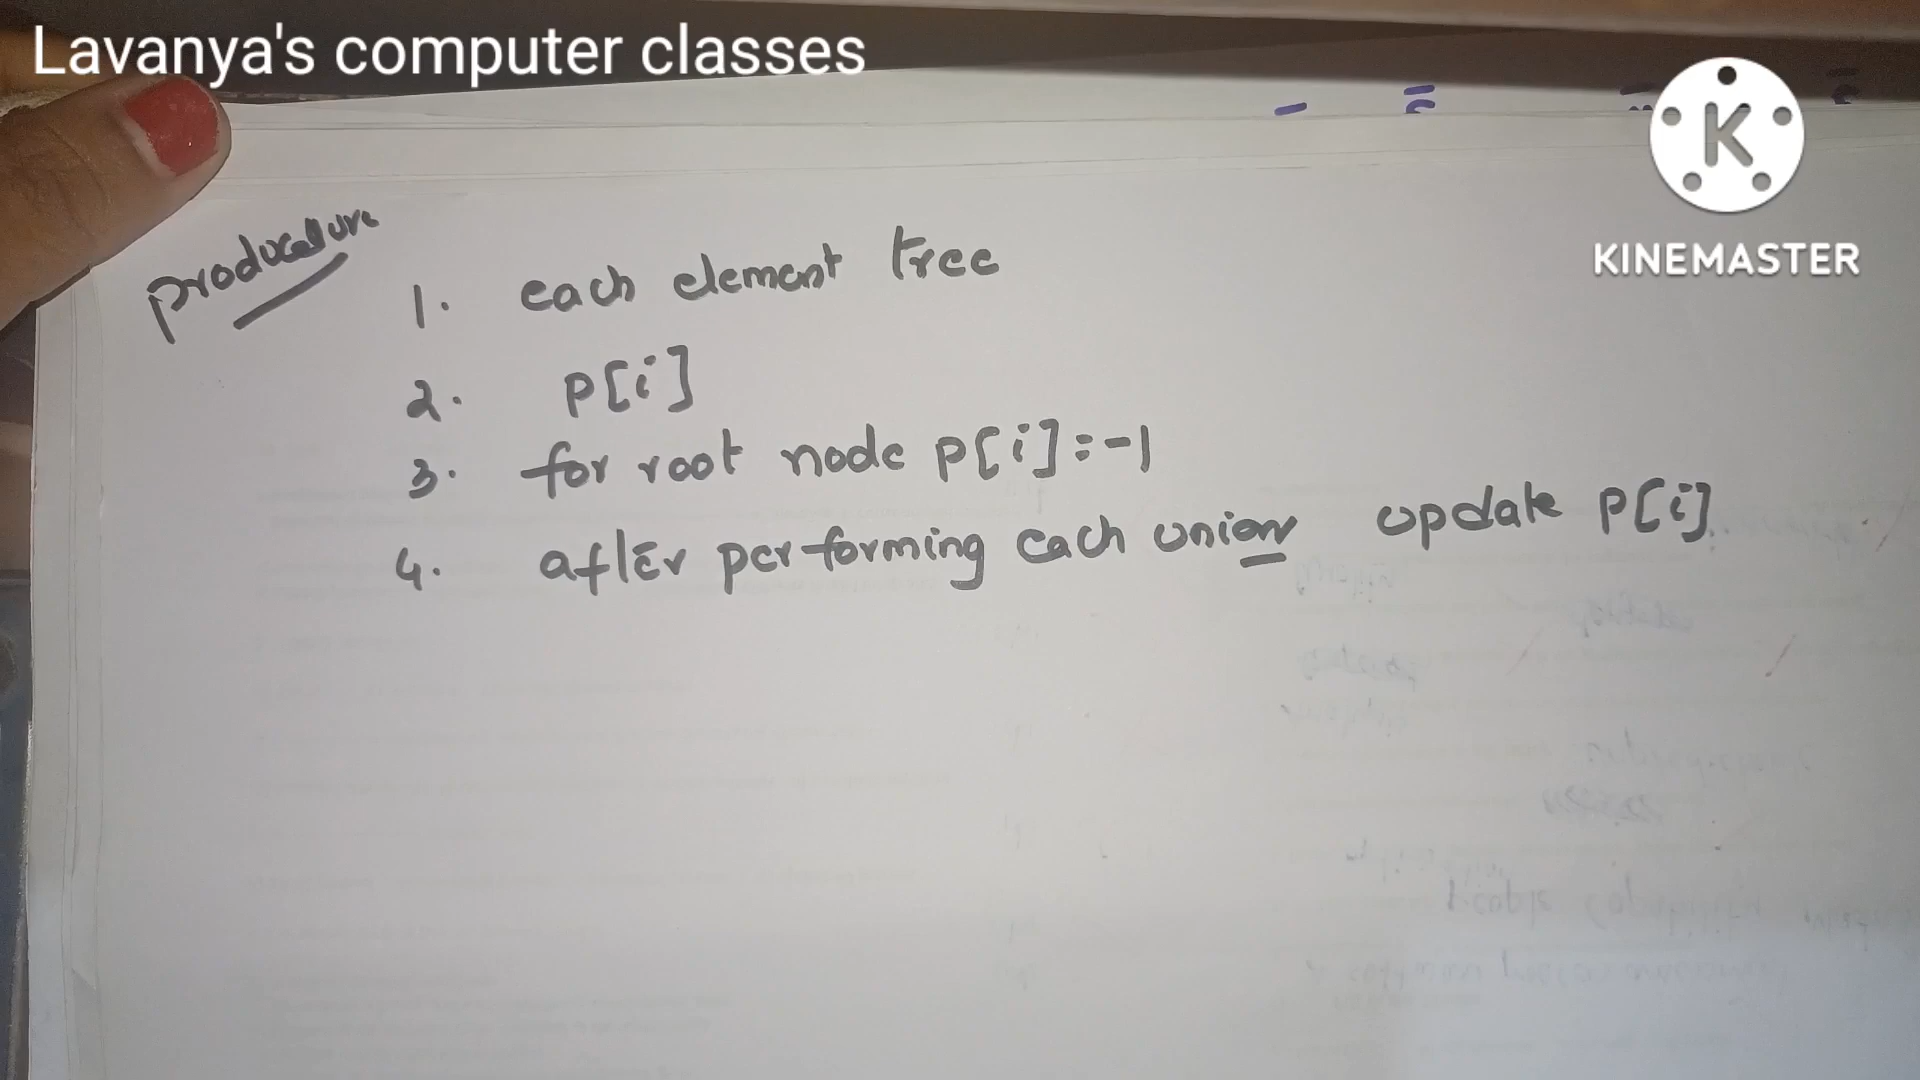 Lavanya's computer classes
KINEMASTER
producedure
1. each element tree
2. P[i]
3. for root node P[i]=-1
4. after performing each union update P[i]